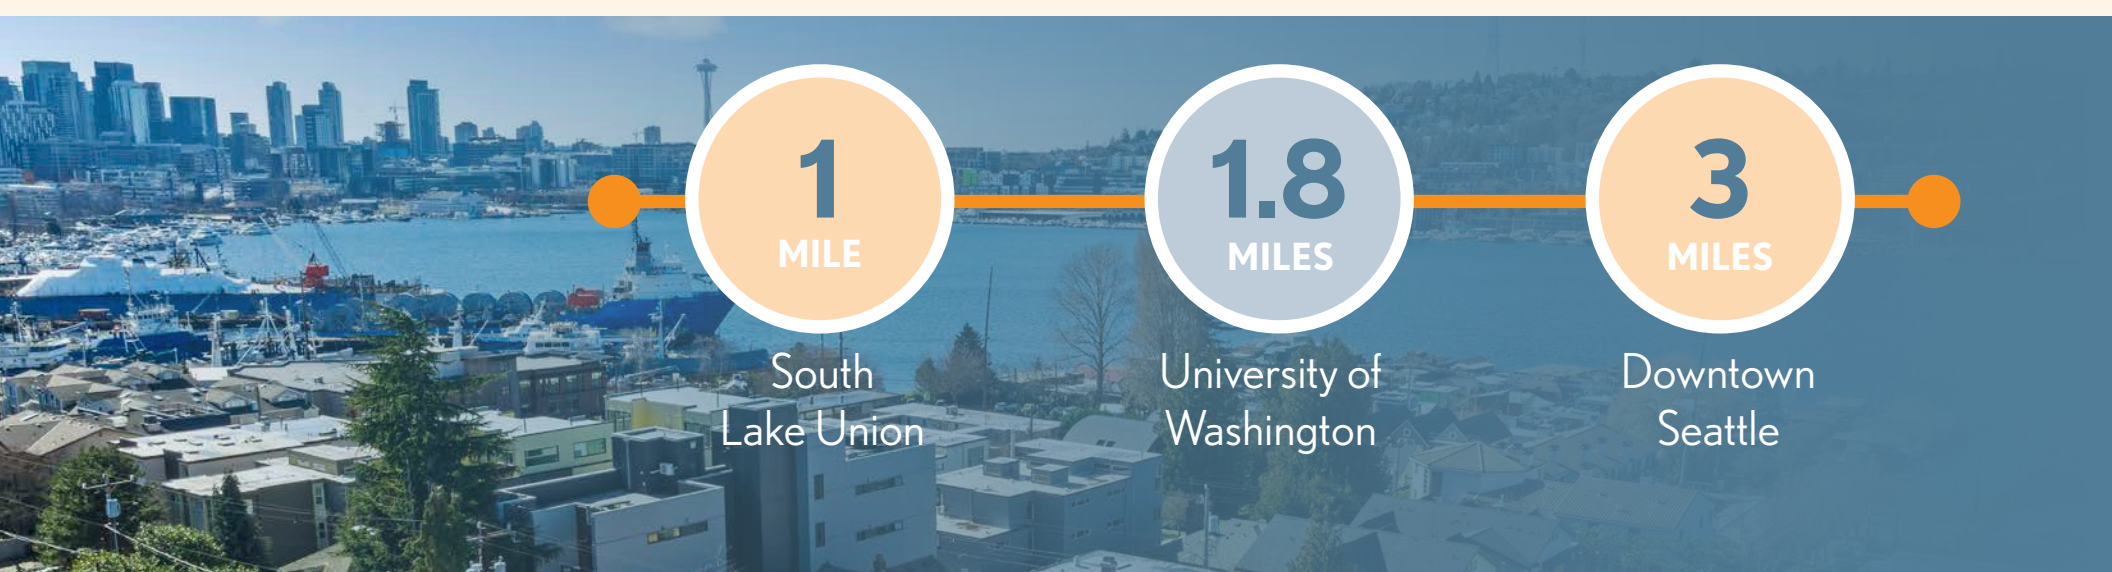 1
MILE
South
Lake Union
1.8
MILES
University of
Washington
3
MILES
Downtown
Seattle